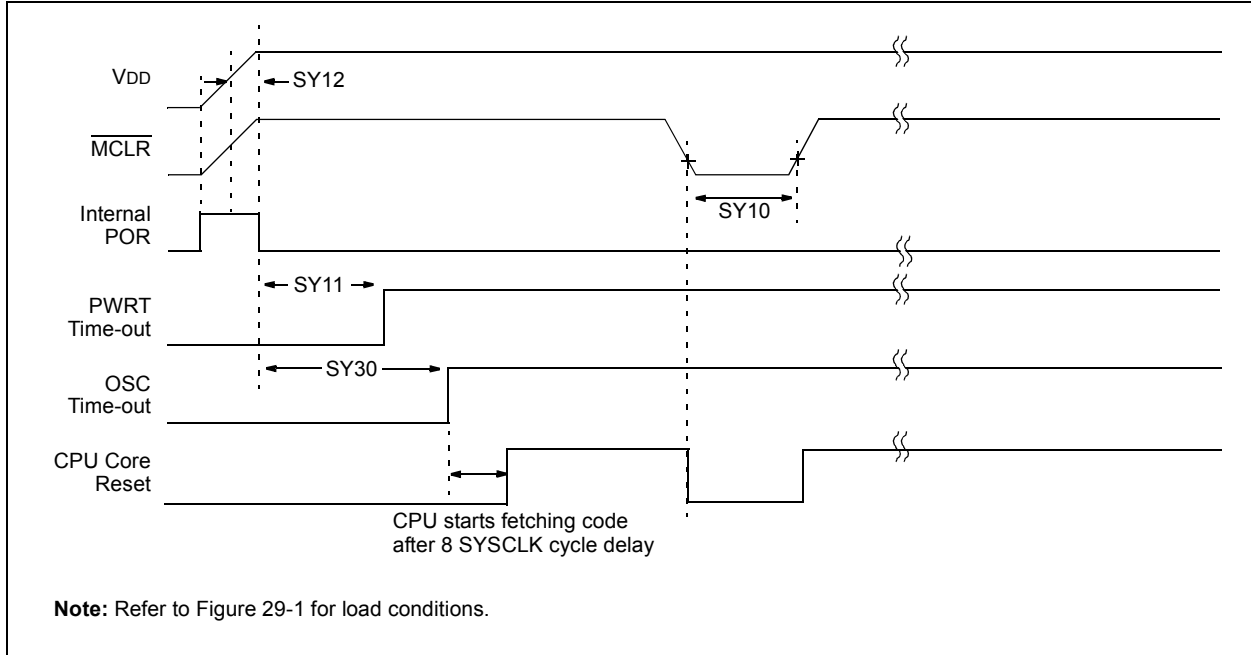 VDD
SY12
MCLR
SY10
Internal
POR
SY11
PWRT
Time-out
SY30
OSC
Time-out
CPU Core
Reset
CPU starts fetching code
after 8 SYSCLK cycle delay
Note: Refer to Figure 29-1 for load conditions.